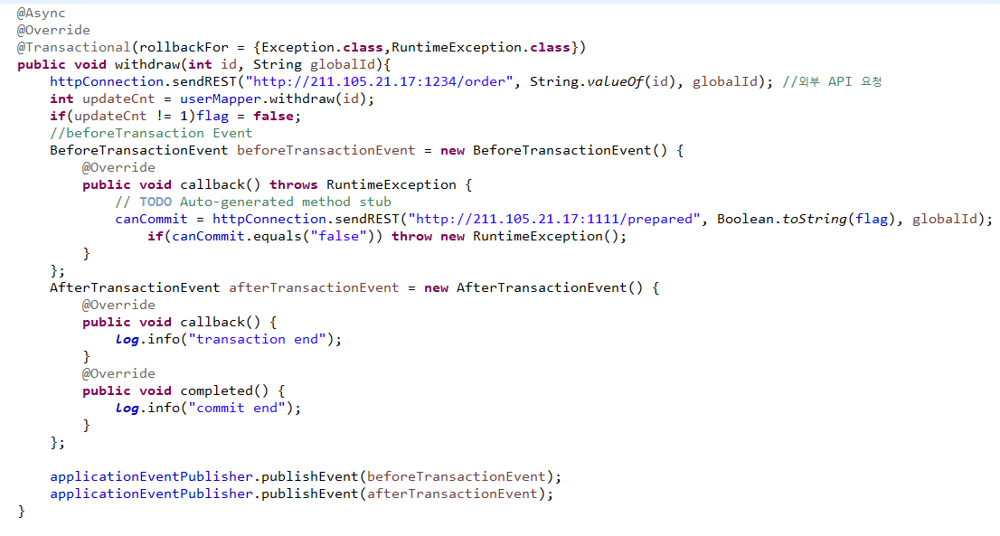 @Async
@Override
@Transactional(rollbackFor = {Exception.class,RuntimeException.class})
public void withdraw(int id, String globalId){
    httpConnection.sendREST("http://211.105.21.17:1234/order", String.valueOf(id), globalId); //외부 API 요청
    int updateCnt = userMapper.withdraw(id);
    if(updateCnt != 1)flag = false;
    //beforeTransaction Event
    BeforeTransactionEvent beforeTransactionEvent = new BeforeTransactionEvent() {
        @Override
        public void callback() throws RuntimeException {
            // TODO Auto-generated method stub
            canCommit = httpConnection.sendREST("http://211.105.21.17:1111/prepared", Boolean.toString(flag), globalId);
                if(canCommit.equals("false")) throw new RuntimeException();
        }
    };
    AfterTransactionEvent afterTransactionEvent = new AfterTransactionEvent() {
        @Override
        public void callback() {
            log.info("transaction end");
        }
        @Override
        public void completed() {
            log.info("commit end");
        }
    };
    applicationEventPublisher.publishEvent(beforeTransactionEvent);
    applicationEventPublisher.publishEvent(afterTransactionEvent);
}